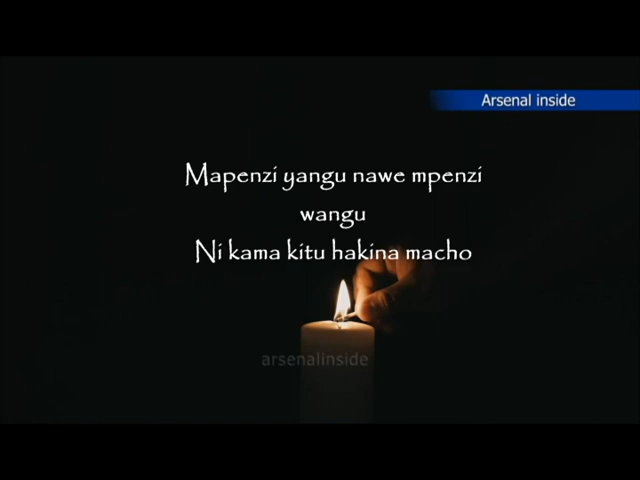 Arsenal inside
Mapenzi yangu nawe mpenzi
wangu
Ni kama kitu hakina macho
arsenalinside